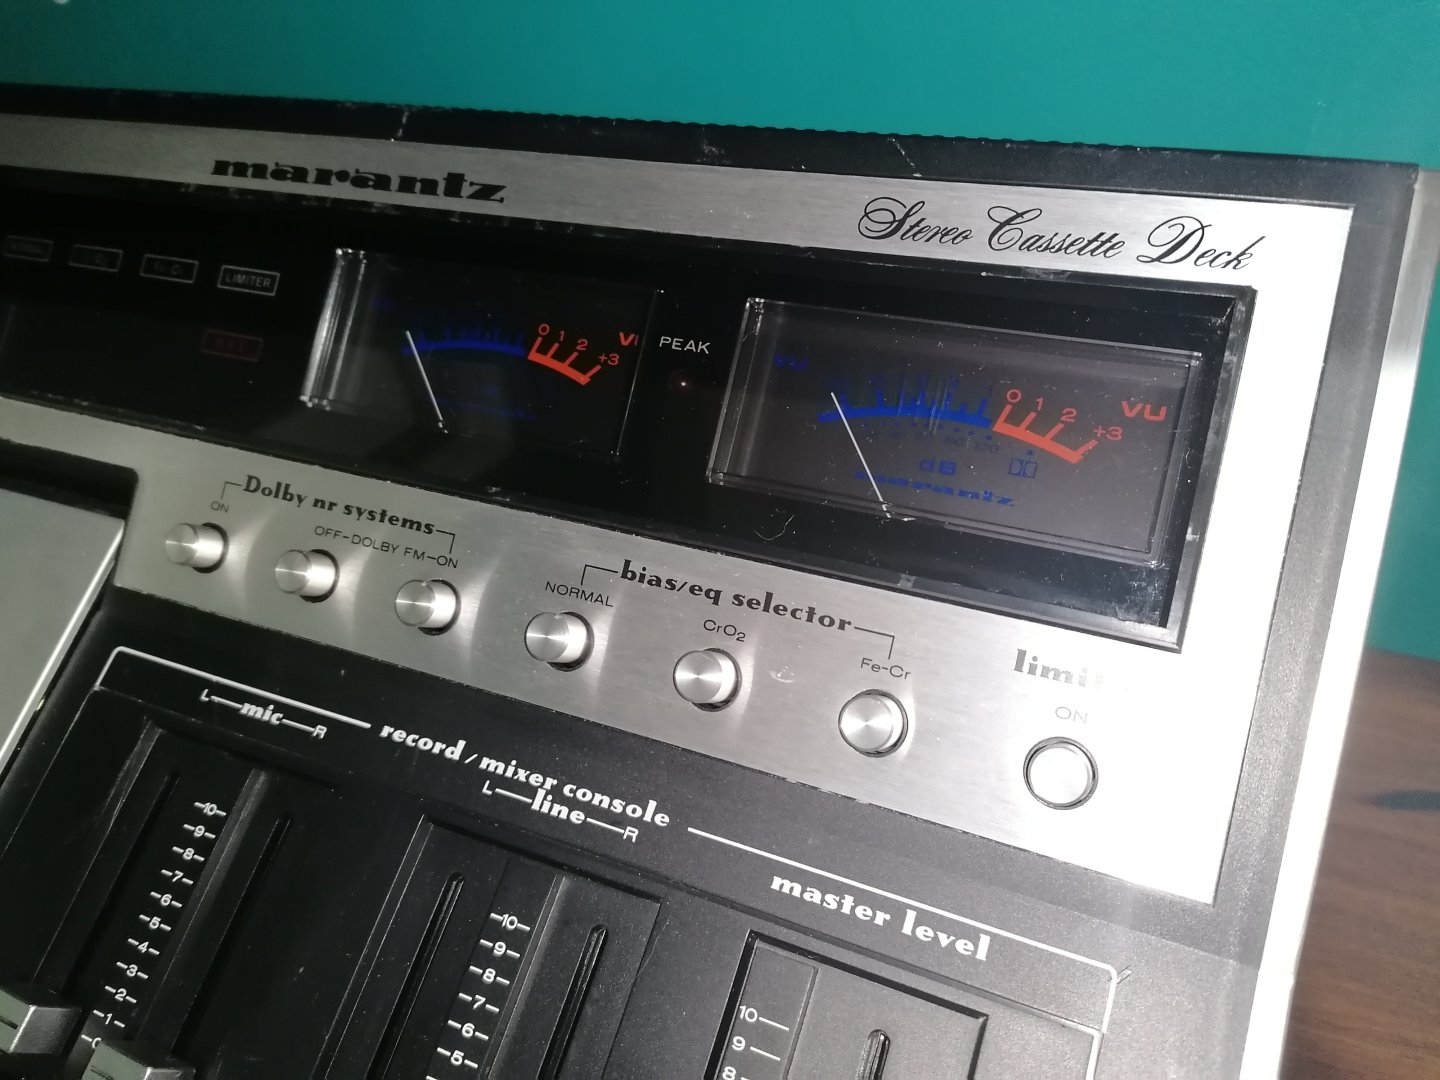 marantz
Stereo Cassette Deck
LIMITER
0 1 2 +3
PEAK
0 1 2 +3 VU
dB
marantz
Dolby nr systems
ON
OFF-DOLBY FM-ON
bias/eq selector
NORMAL
CrO2
Fe-Cr
ON
L mic R
record/mixer console
L line R
master level
10
9
8
7
6
5
4
3
2
1
10
9
8
7
6
5
10
9
8